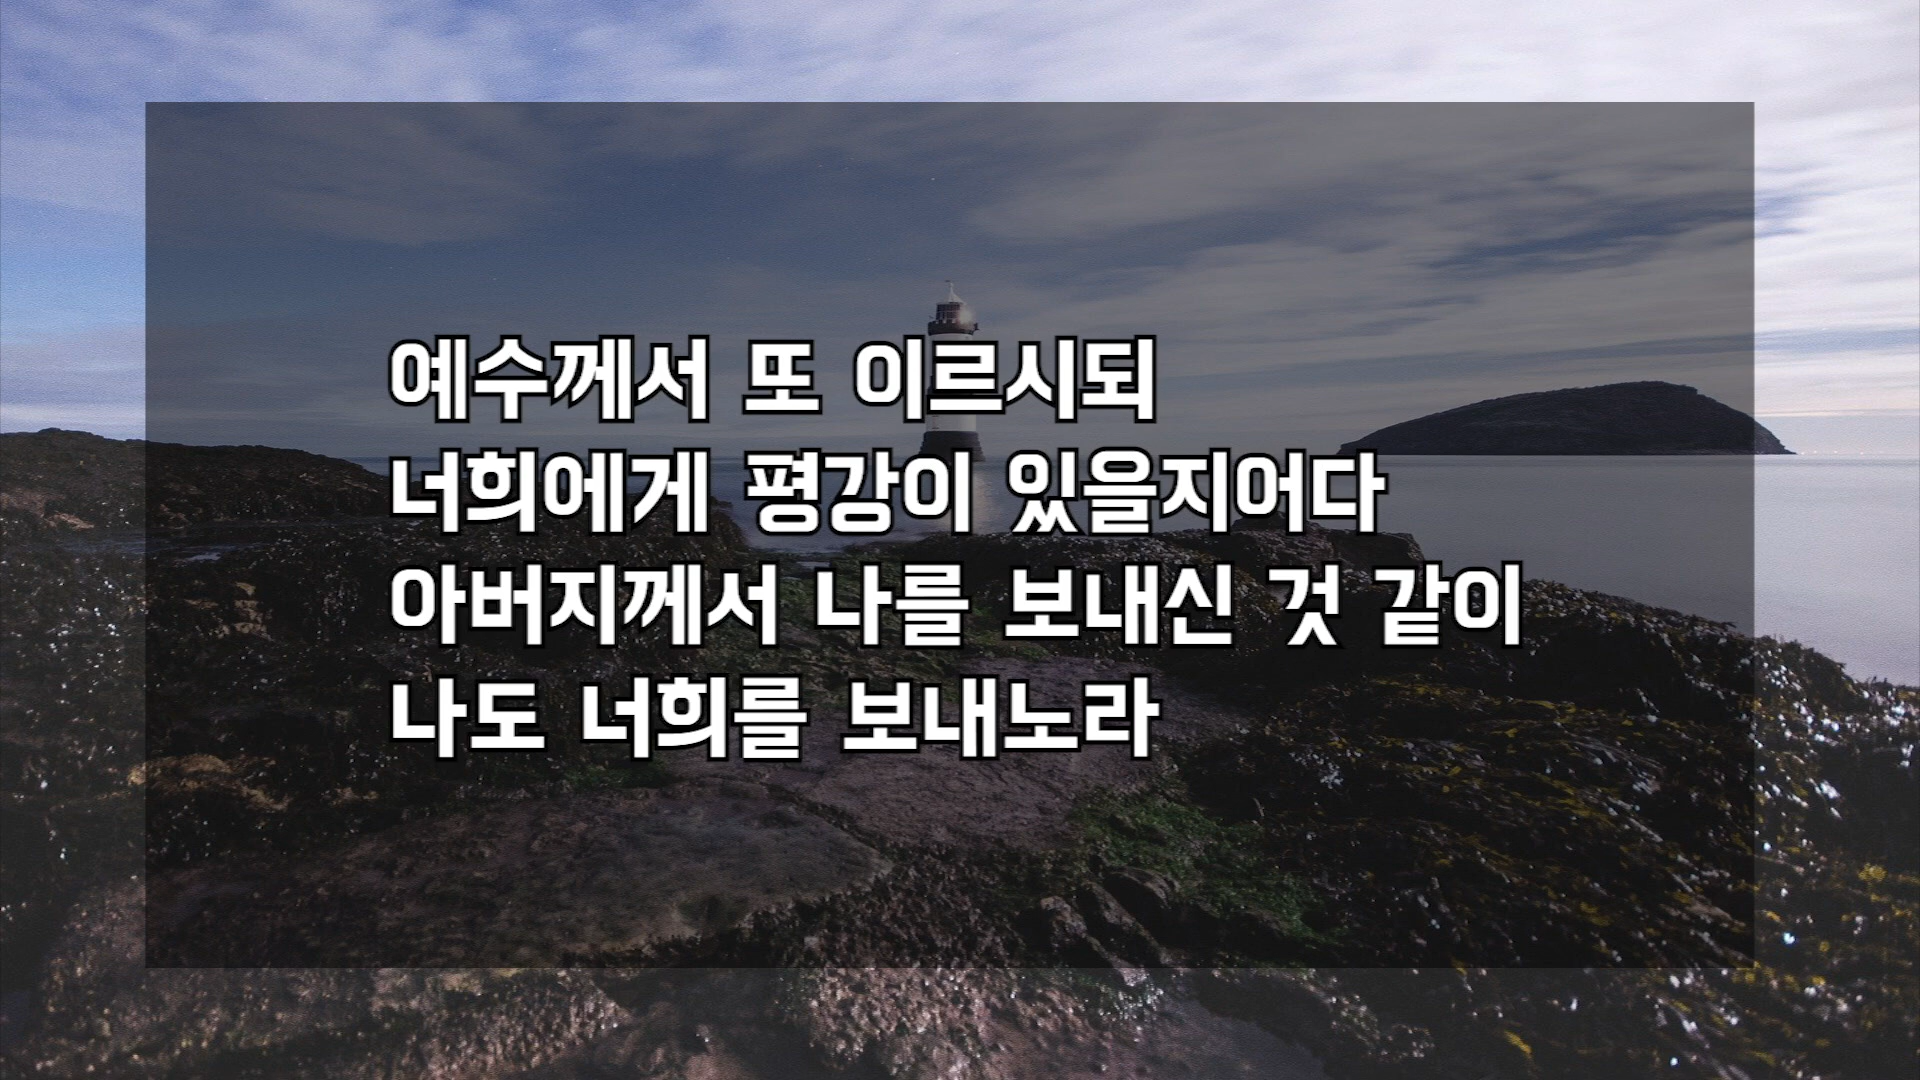 예수께서 또 이르시되
너희에게 평강이 있을지어다
아버지께서 나를 보내신 것 같이
나도 너희를 보내노라